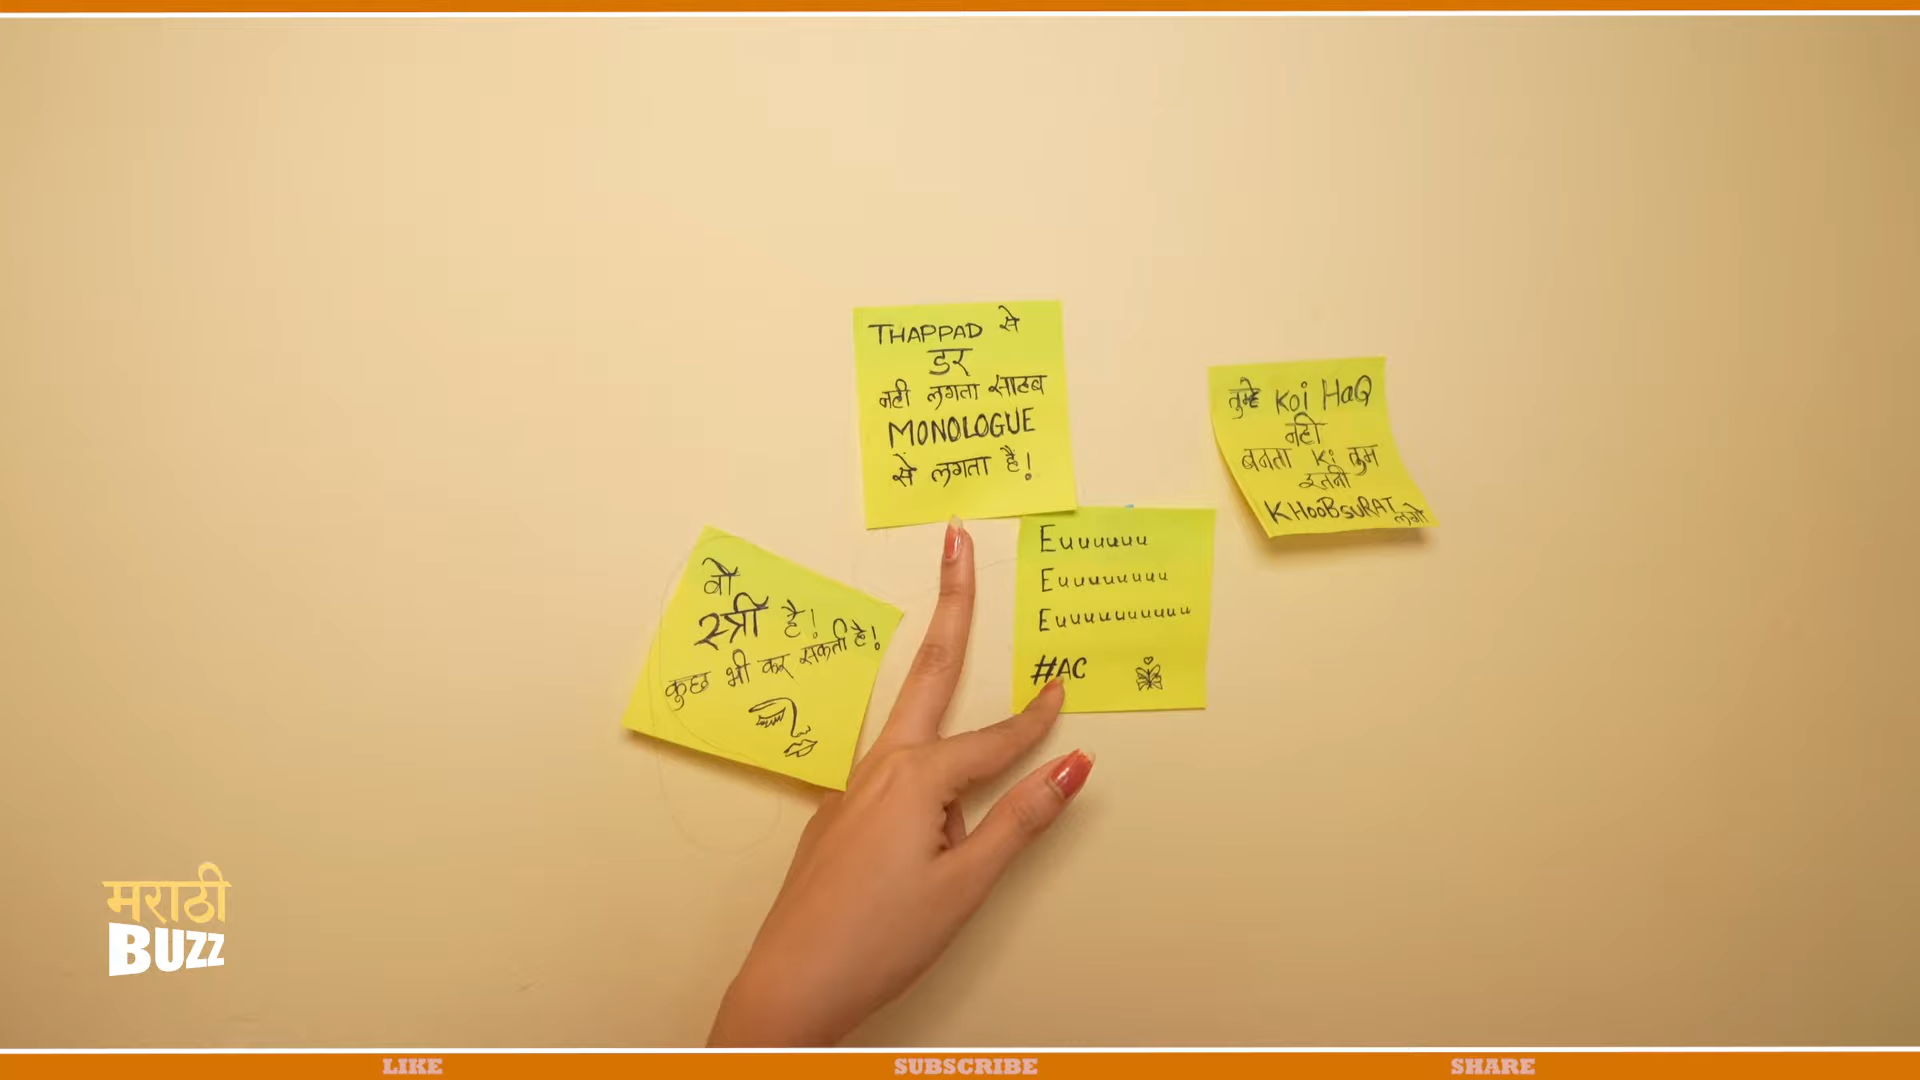 THAPPAD से
डर
नही लगता साहब
MONOLOGUE
से लगता है!
तुम्हे Koi HaQ
नही
बनता Ki तुम
इतनी
KHooBsuRAT लगो
वो
स्त्री है!
कुछ भी कर सकती है!
Euuuuuu
Euuuuuuuu
Euuuuuuuuuu
#AC
मराठी
BUZZ
LIKE
SUBSCRIBE
SHARE